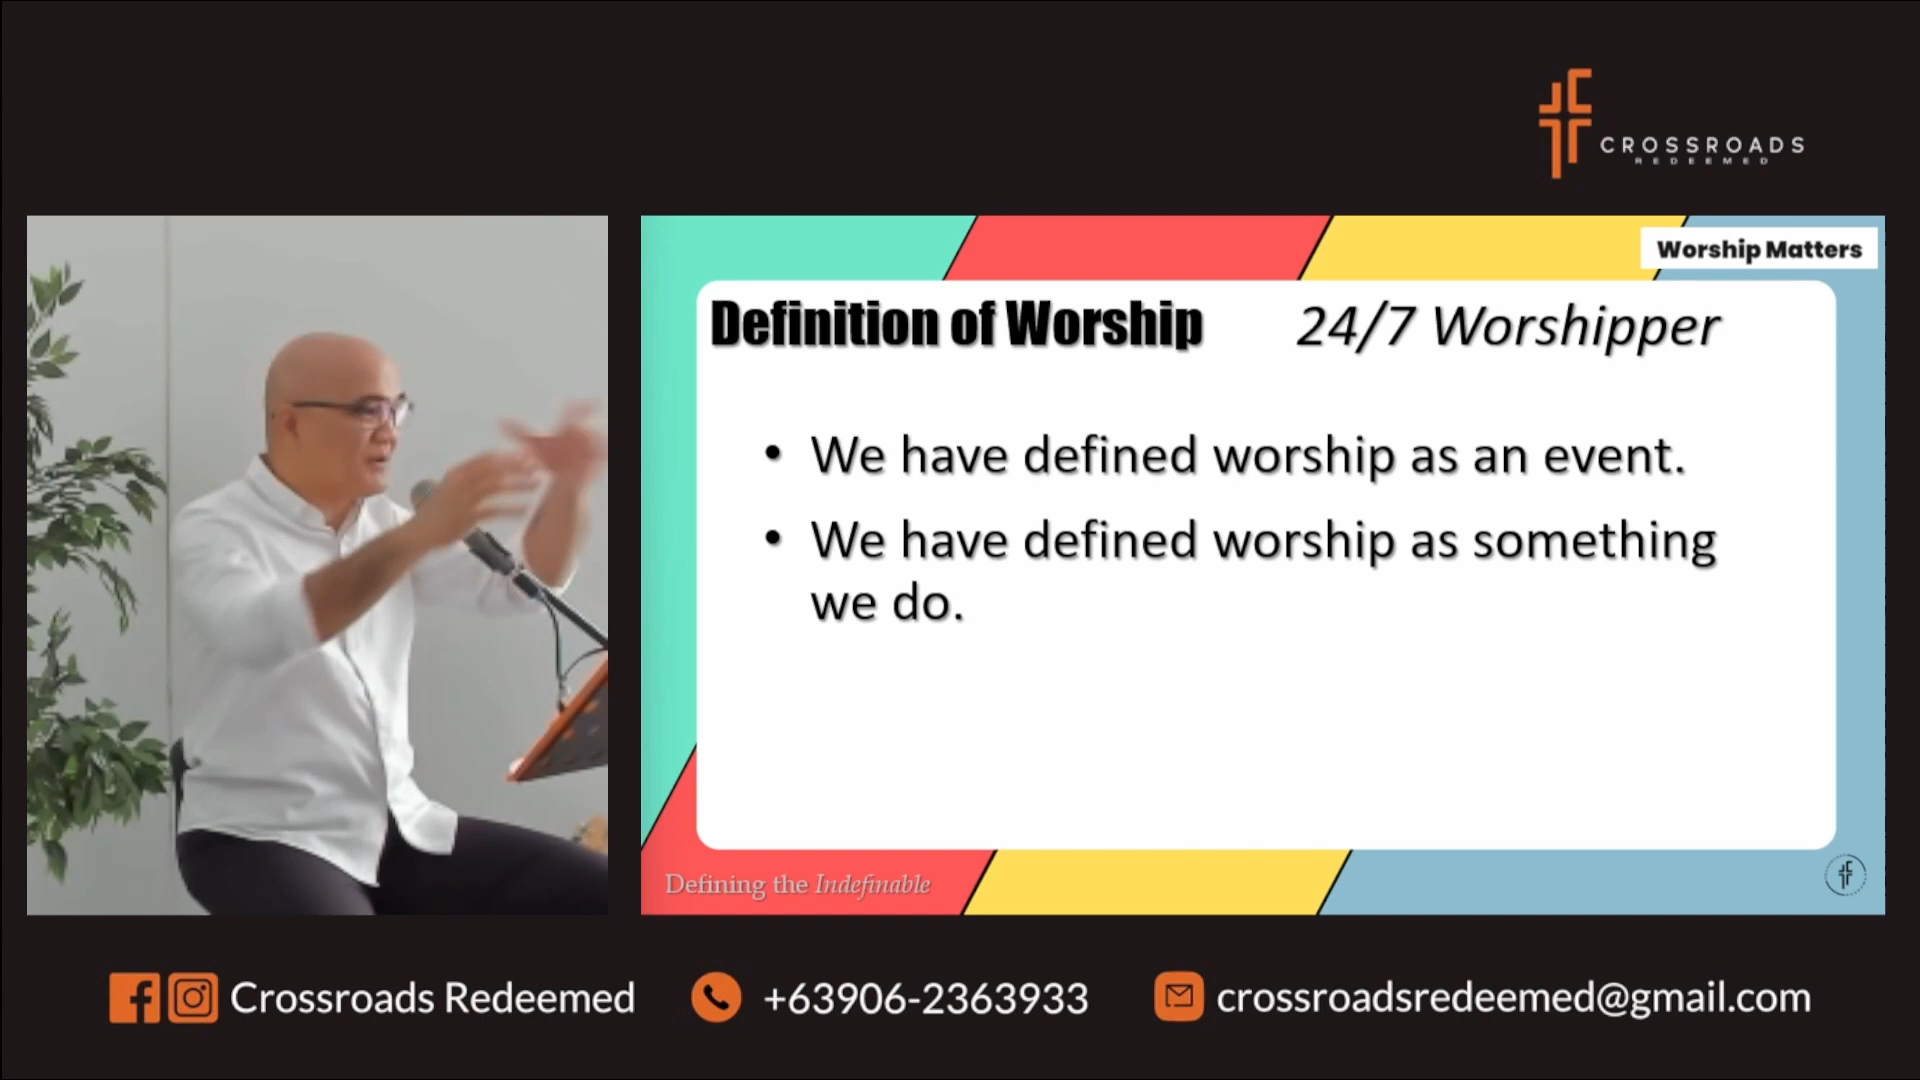 CROSSROADS
REDEEMED
Worship Matters
Definition of Worship 24/7 Worshipper
• We have defined worship as an event.
• We have defined worship as something
we do.
Defining the Indefinable
Crossroads Redeemed +63906-2363933 crossroadsredeemed@gmail.com